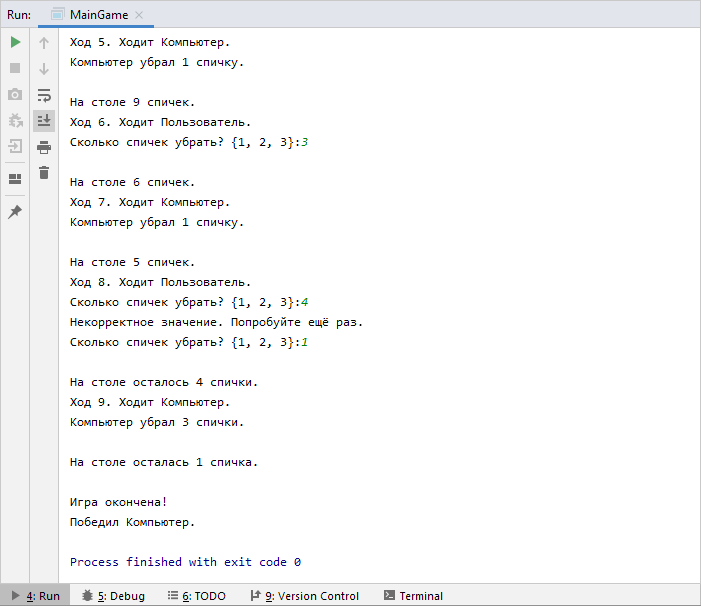 Run: MainGame
Ход 5. Ходит Компьютер.
Компьютер убрал 1 спичку.
На столе 9 спичек.
Ход 6. Ходит Пользователь.
Сколько спичек убрать? {1, 2, 3}:3
На столе 6 спичек.
Ход 7. Ходит Компьютер.
Компьютер убрал 1 спичку.
На столе 5 спичек.
Ход 8. Ходит Пользователь.
Сколько спичек убрать? {1, 2, 3}:4
Некорректное значение. Попробуйте ещё раз.
Сколько спичек убрать? {1, 2, 3}:1
На столе осталось 4 спички.
Ход 9. Ходит Компьютер.
Компьютер убрал 3 спички.
На столе осталась 1 спичка.
Игра окончена!
Победил Компьютер.
Process finished with exit code 0
4: Run 5: Debug 6: TODO 9: Version Control Terminal